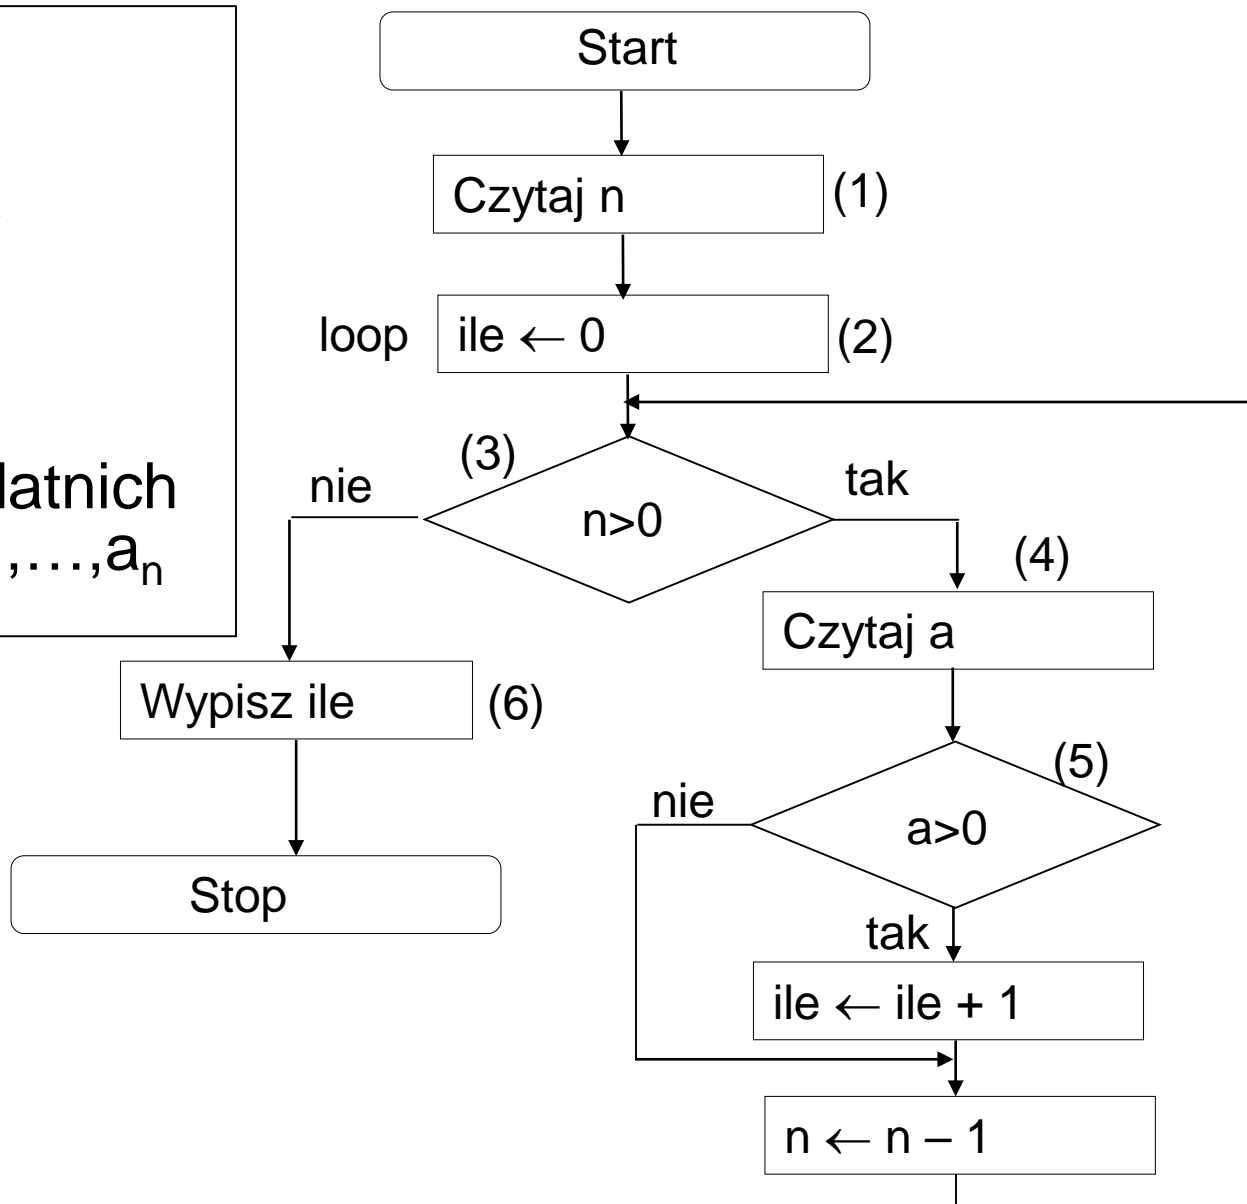 Start
Czytaj n (1)
loop ile ← 0 (2)
(3)
nie n>0 tak
,…,aₙ
(4)
Czytaj a
Wypisz ile (6)
(5)
nie
a>0
Stop
tak
ile ← ile + 1
n ← n – 1